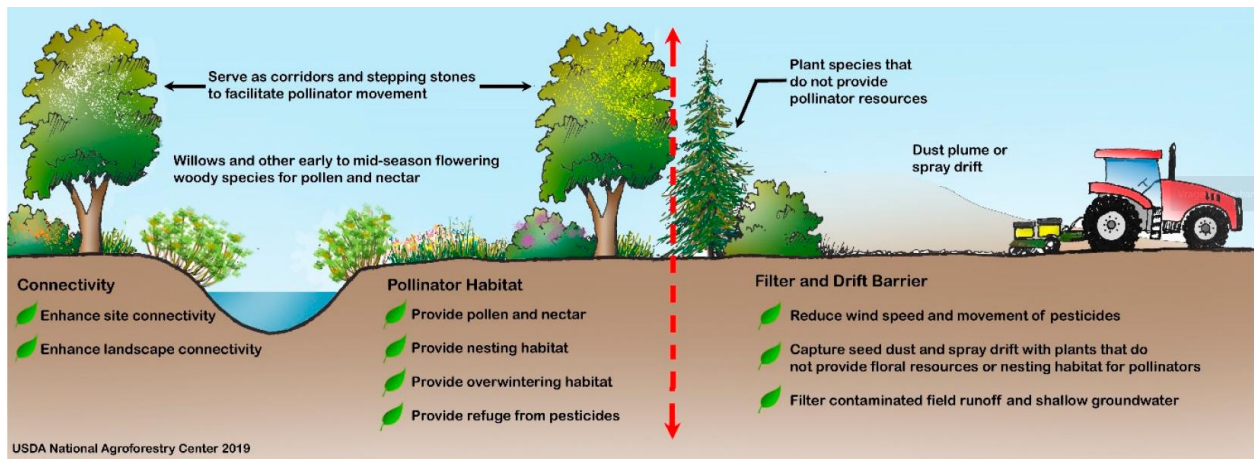 Serve as corridors and stepping stones
to facilitate pollinator movement
Plant species that
do not provide
pollinator resources
Willows and other early to mid-season flowering
woody species for pollen and nectar
Dust plume or
spray drift
Connectivity
Enhance site connectivity
Enhance landscape connectivity
Pollinator Habitat
Provide pollen and nectar
Provide nesting habitat
Provide overwintering habitat
Provide refuge from pesticides
Filter and Drift Barrier
Reduce wind speed and movement of pesticides
Capture seed dust and spray drift with plants that do
not provide floral resources or nesting habitat for pollinators
Filter contaminated field runoff and shallow groundwater
USDA National Agroforestry Center 2019